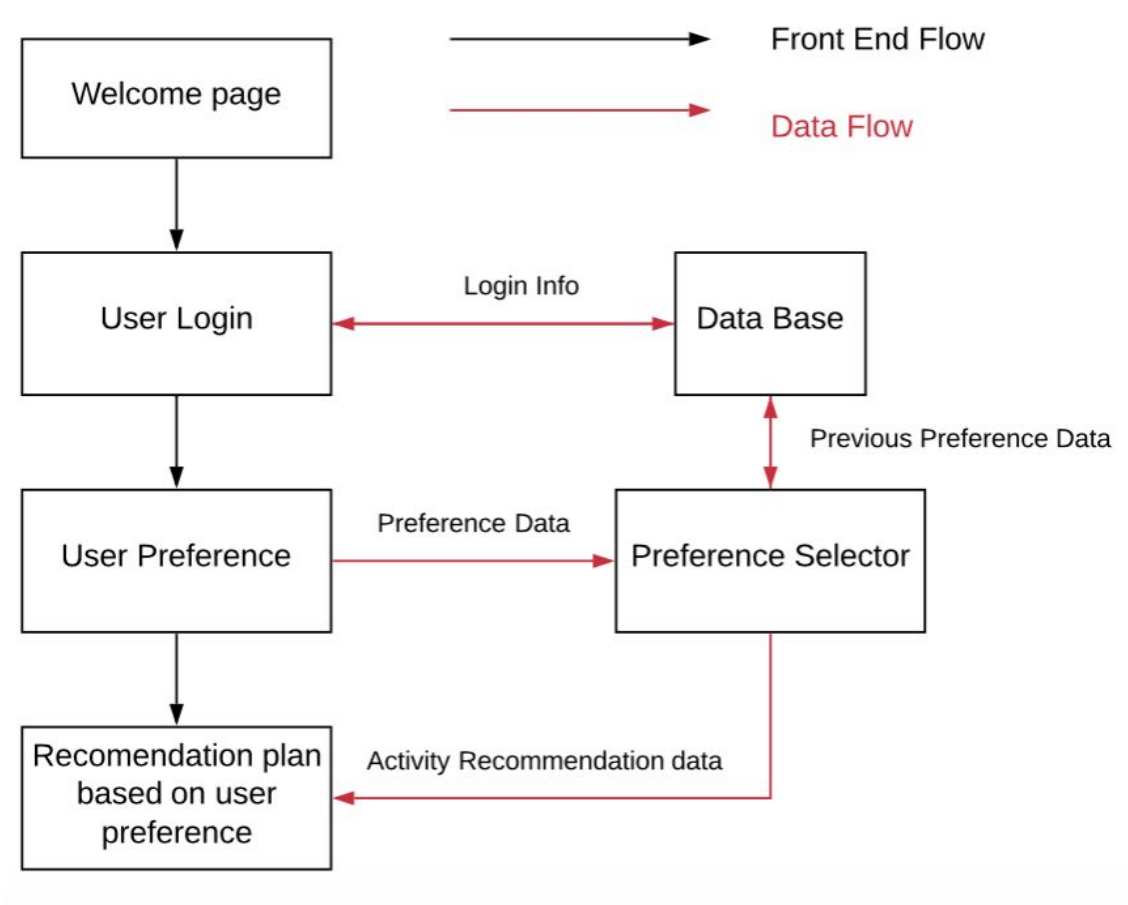 Welcome page
Front End Flow
Data Flow
User Login
Login Info
Data Base
Previous Preference Data
User Preference
Preference Data
Preference Selector
Recomendation plan
based on user
preference
Activity Recommendation data